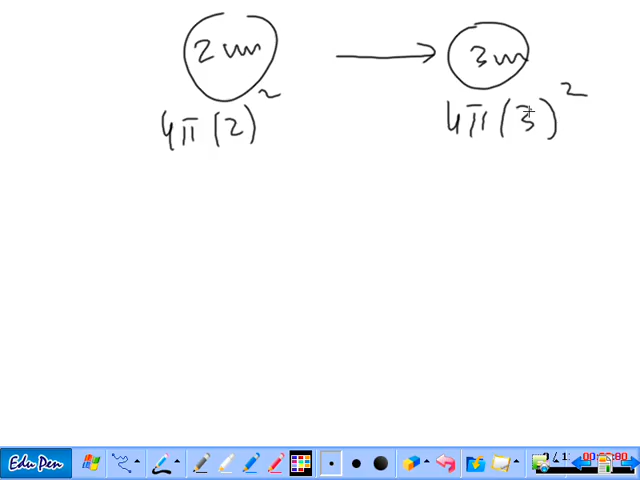 2 cm → 3 cm
4π(2)² 4π(3)²
Edu Pen